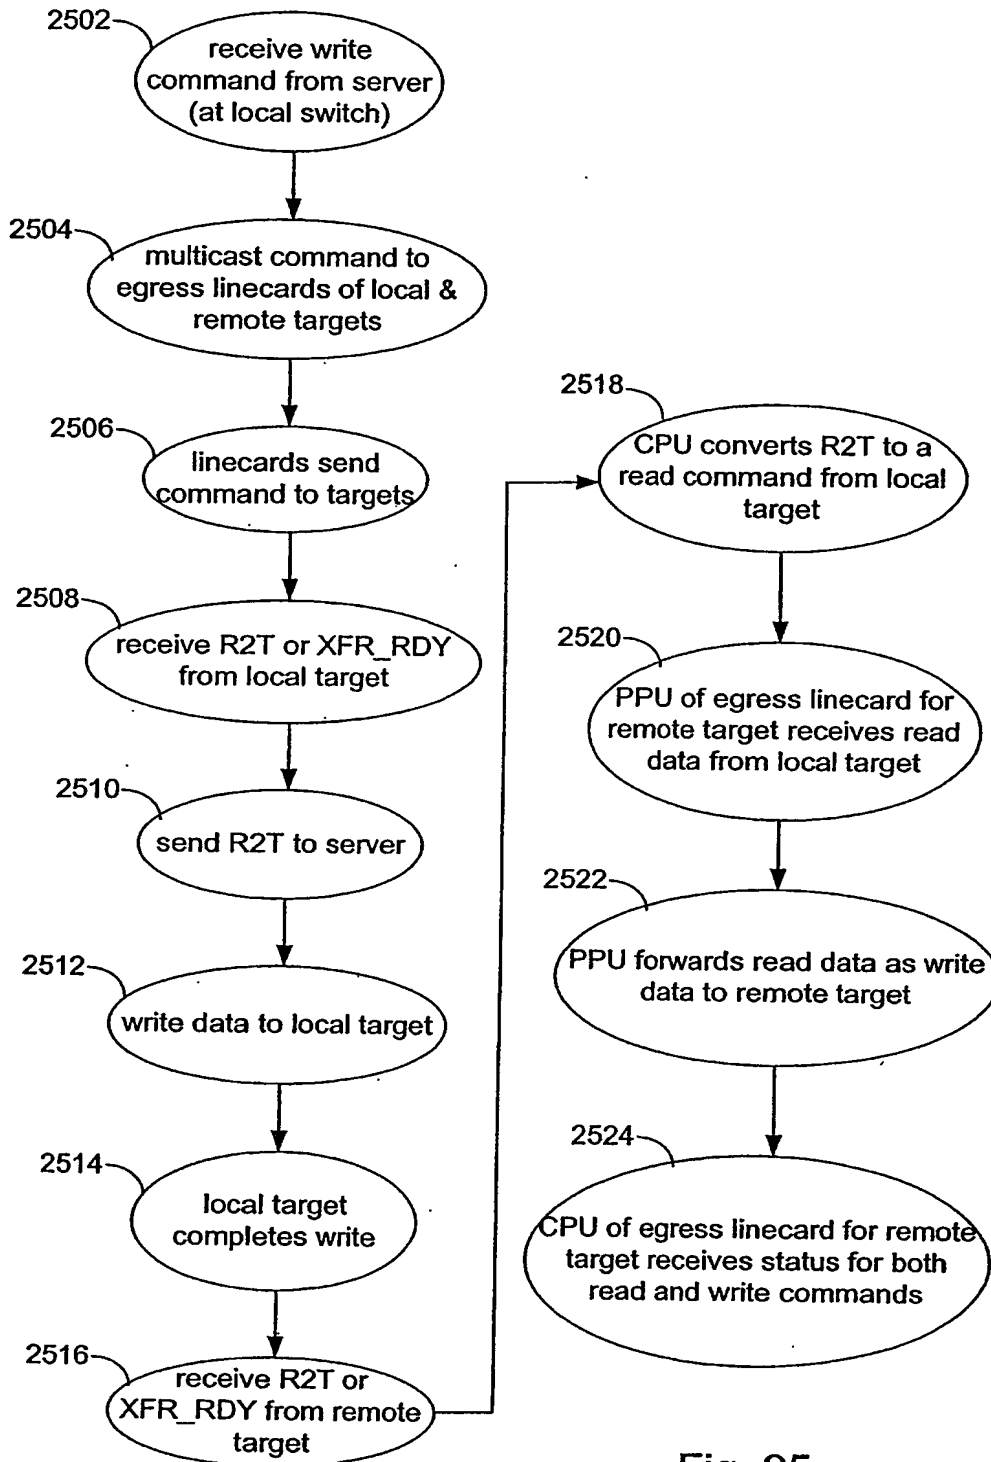 2502
receive write
command from server
(at local switch)
2504
multicast command to
egress linecards of local &
remote targets
2506
linecards send
command to targets
2508
receive R2T or XFR_RDY
from local target
2510
send R2T to server
2512
write data to local target
2514
local target
completes write
2516
receive R2T or
XFR_RDY from remote
target
2518
CPU converts R2T to a
read command from local
target
2520
PPU of egress linecard for
remote target receives read
data from local target
2522
PPU forwards read data as write
data to remote target
2524
CPU of egress linecard for remote
target receives status for both
read and write commands
Fig. 25